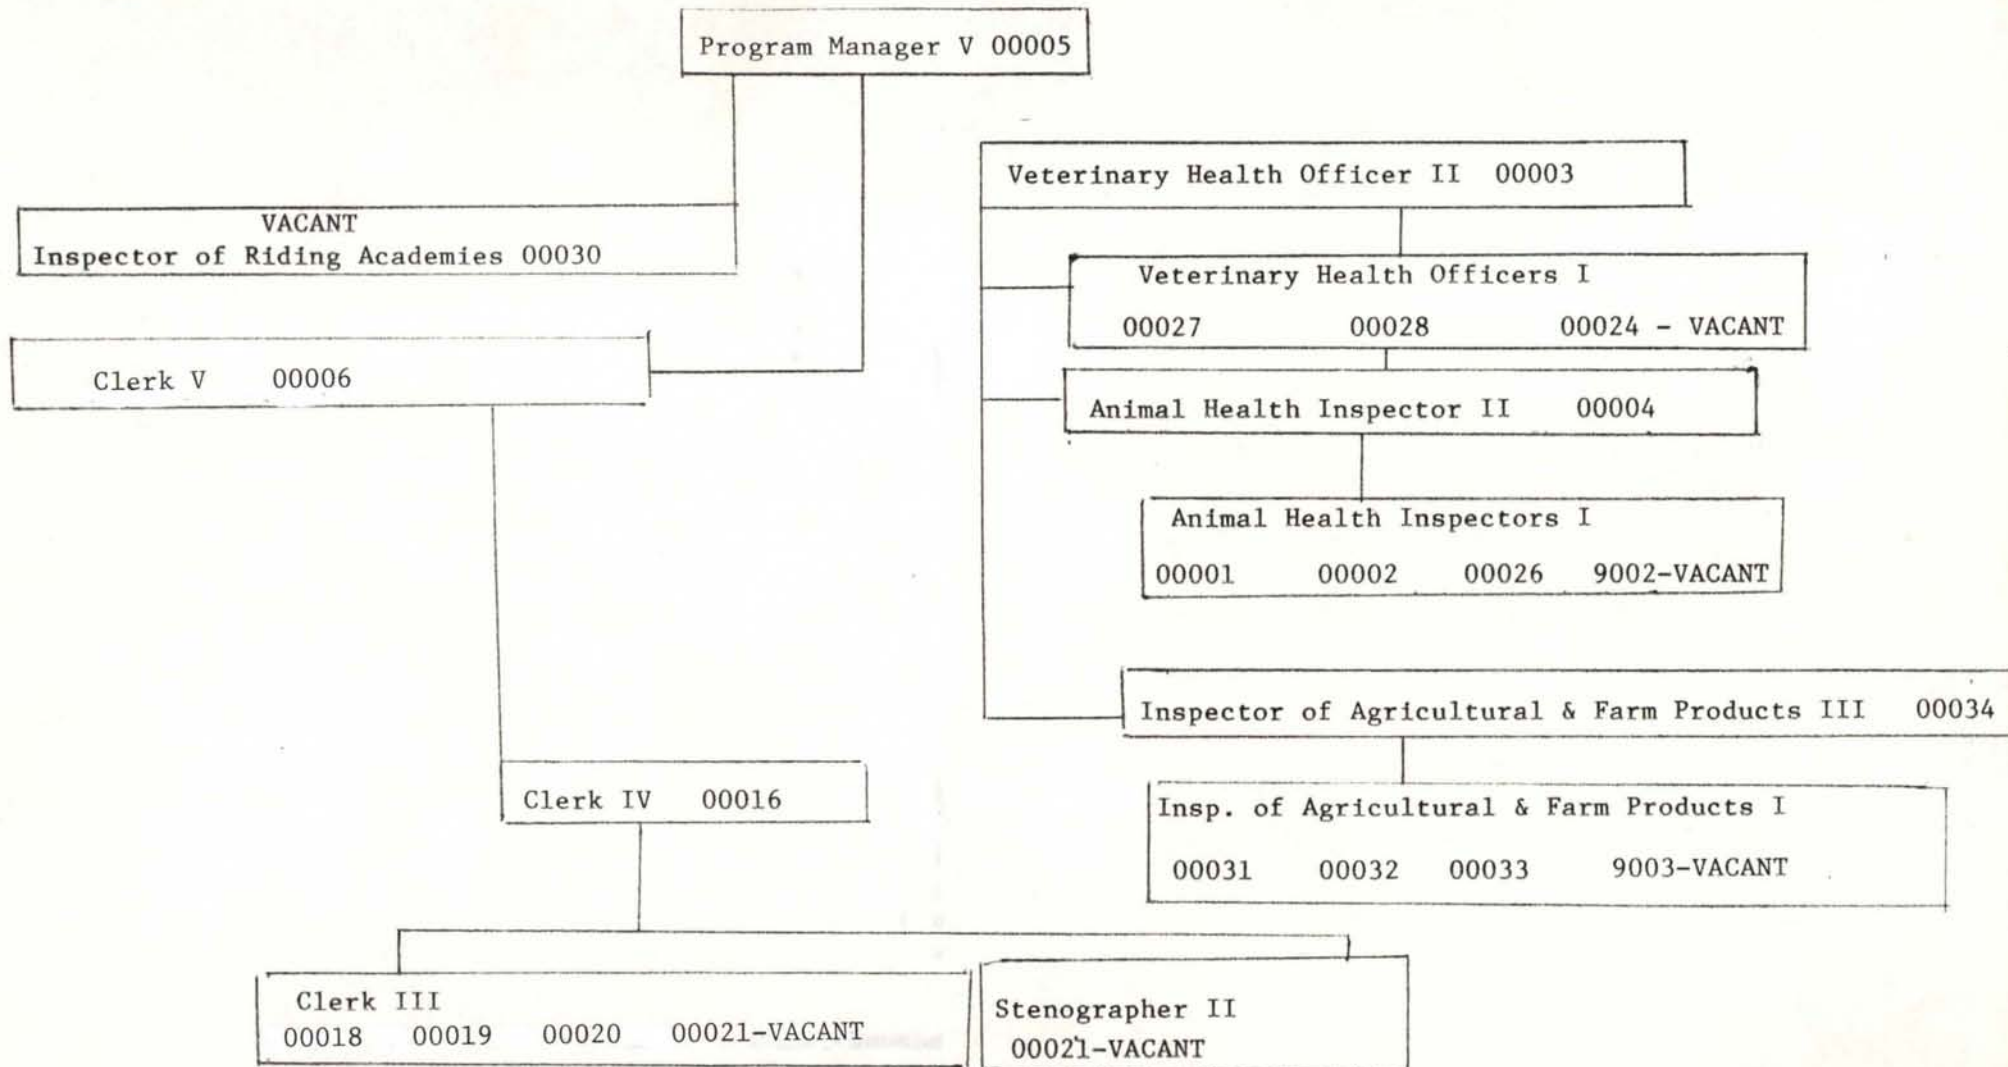 Program Manager V 00005
VACANT
Inspector of Riding Academies 00030
Clerk V 00006
Clerk IV 00016
Clerk III
00018 00019 00020 00021-VACANT
Stenographer II
00021-VACANT
Veterinary Health Officer II 00003
Veterinary Health Officers I
00027 00028 00024 - VACANT
Animal Health Inspector II 00004
Animal Health Inspectors I
00001 00002 00026 9002-VACANT
Inspector of Agricultural & Farm Products III 00034
Insp. of Agricultural & Farm Products I
00031 00032 00033 9003-VACANT